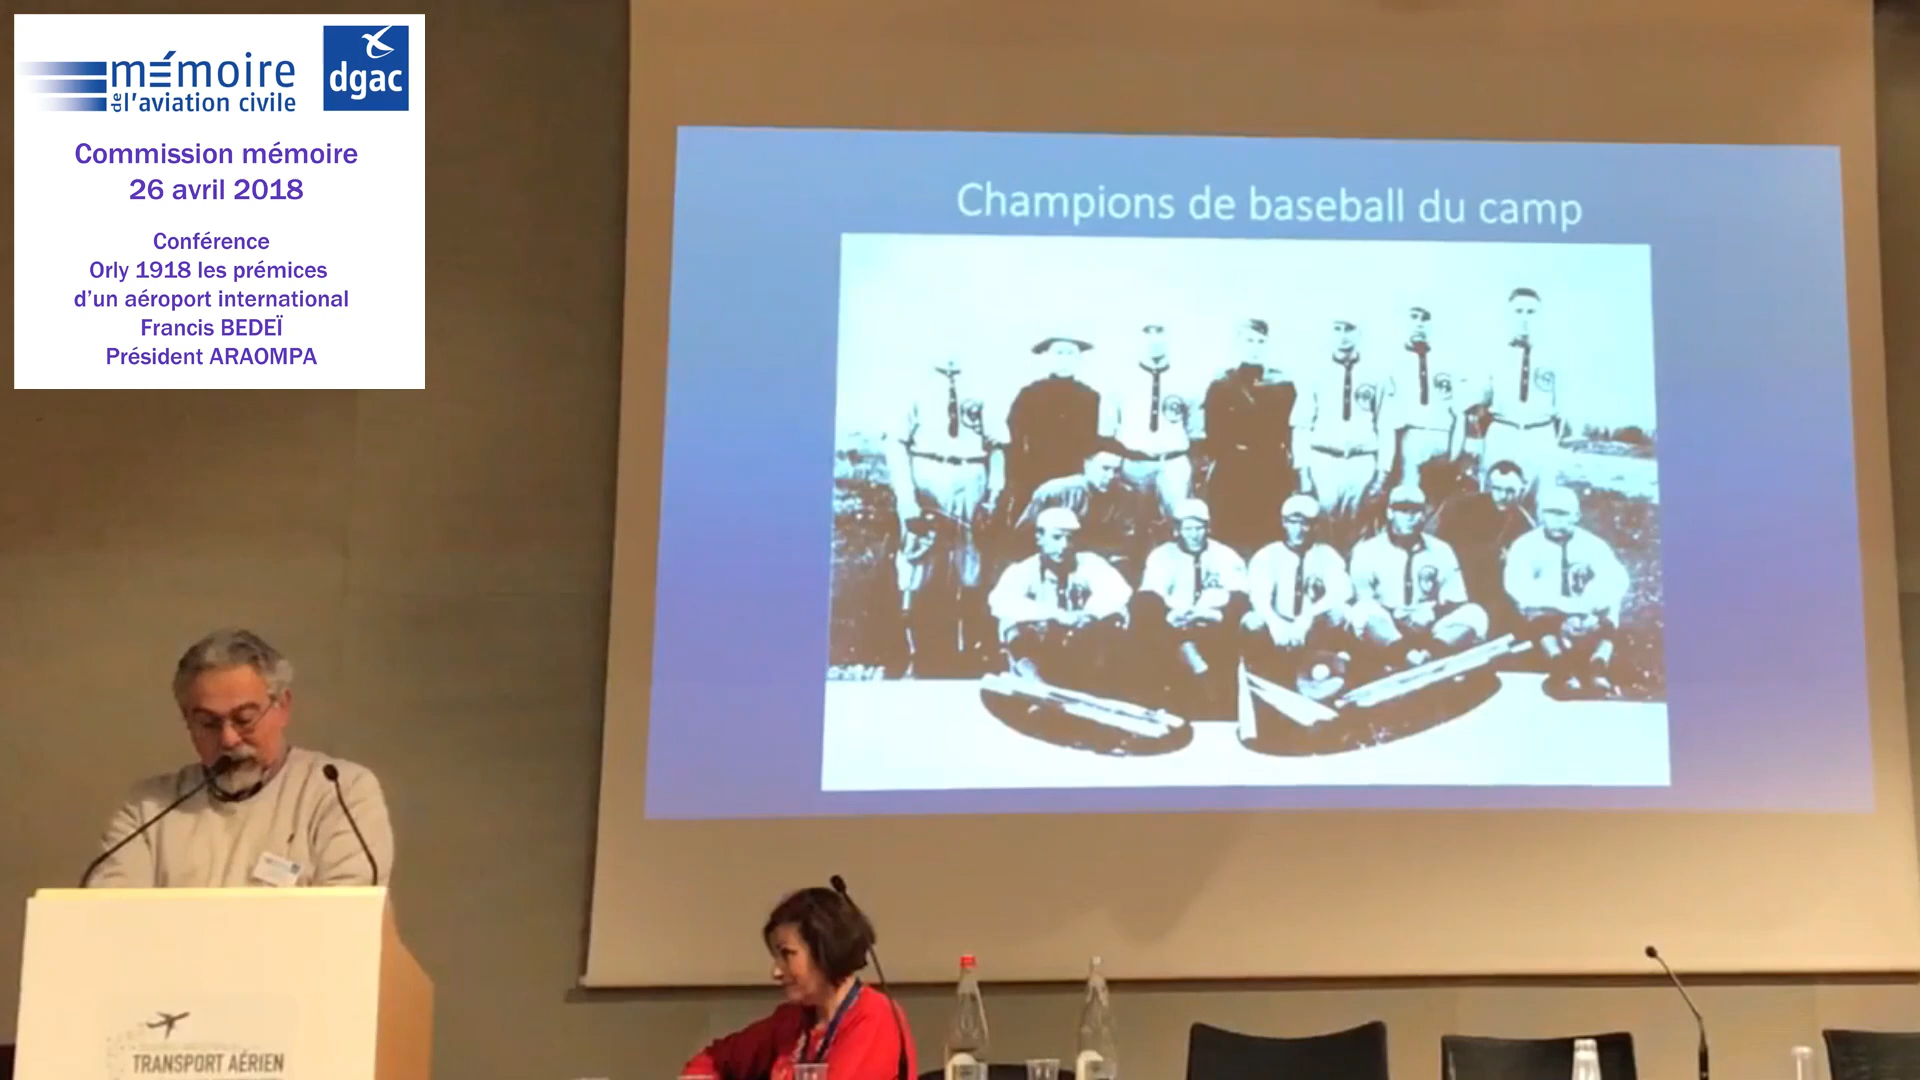 mémoire
de l'aviation civile
dgac
Commission mémoire
26 avril 2018
Conférence
Orly 1918 les prémices
d'un aéroport international
Francis BEDEÏ
Président ARAOMPA
Champions de baseball du camp
TRANSPORT AÉRIEN